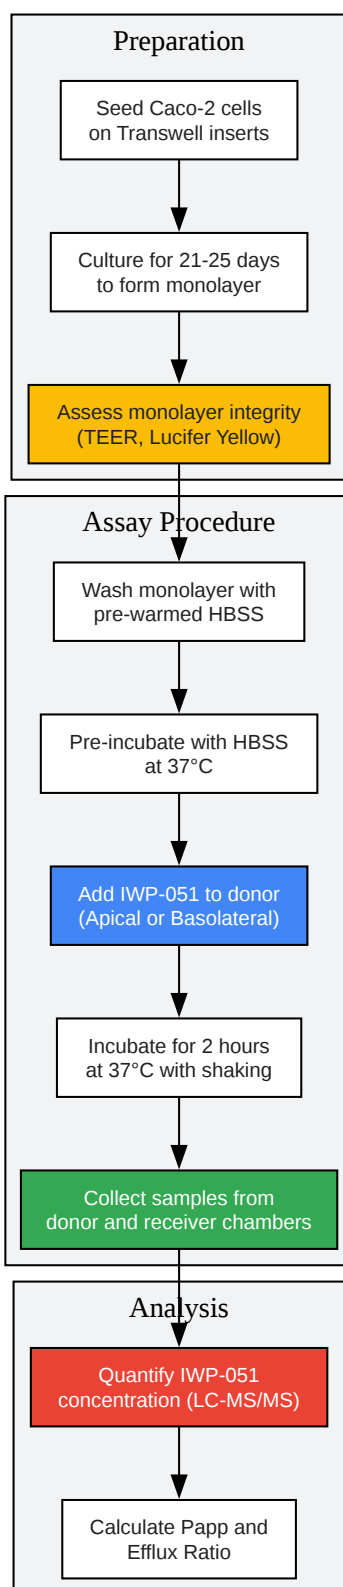 Preparation
Seed Caco-2 cells
on Transwell inserts
Culture for 21-25 days
to form monolayer
Assess monolayer integrity
(TEER, Lucifer Yellow)
Assay Procedure
Wash monolayer with
pre-warmed HBSS
Pre-incubate with HBSS
at 37°C
Add IWP-051 to donor
(Apical or Basolateral)
Incubate for 2 hours
at 37°C with shaking
Collect samples from
donor and receiver chambers
Analysis
Quantify IWP-051
concentration (LC-MS/MS)
Calculate Papp and
Efflux Ratio